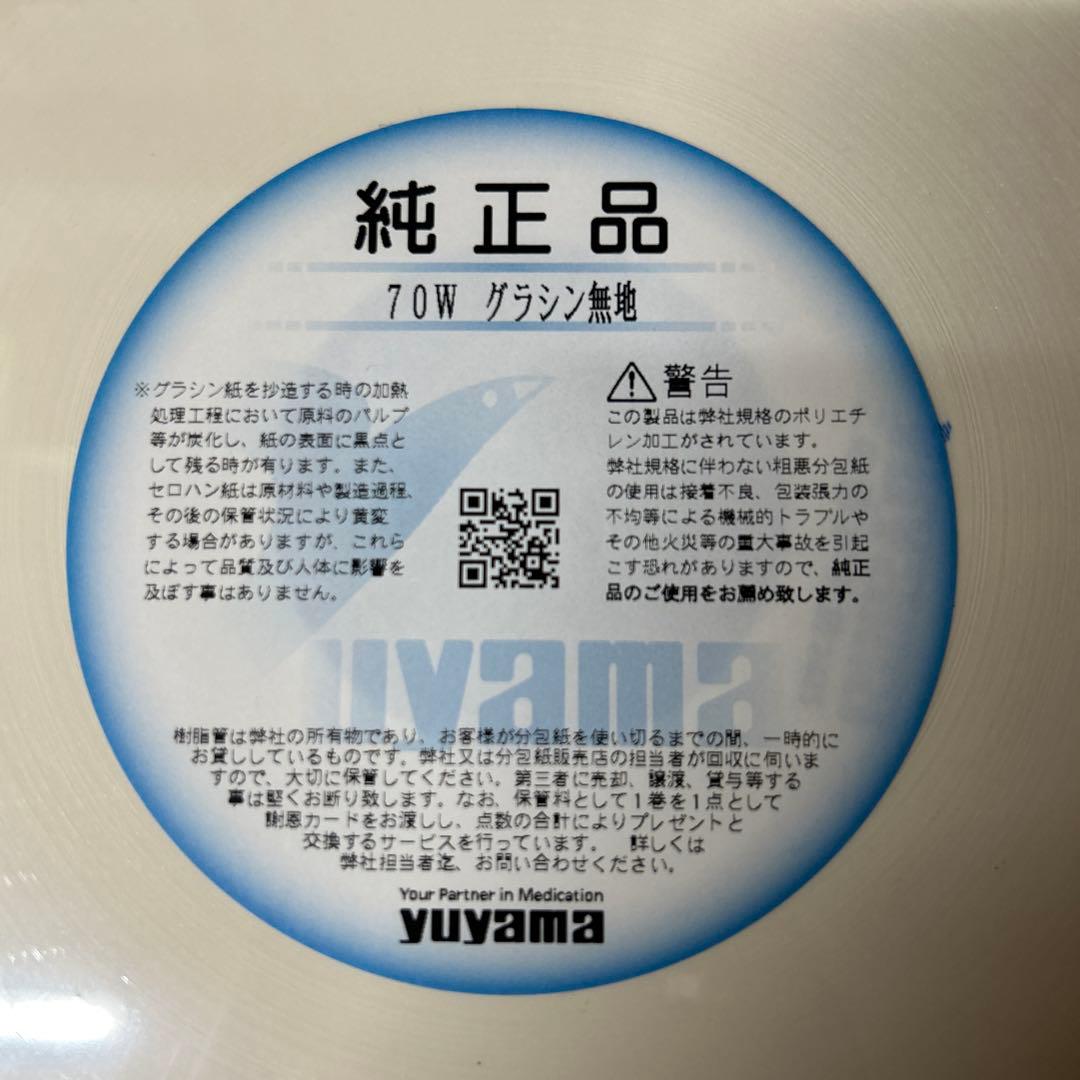 純正品
70W グラシン無地
※グラシン紙を抄造する時の加熱
処理工程において原料のパルプ
等が炭化し、紙の表面に黒点と
して残る時が有ります。また、
セロハン紙は原材料や製造過程、
その後の保管状況により黄変
する場合がありますが、これら
によって品質及び人体に影響を
及ぼす事はありません。
警告
この製品は弊社規格のポリエチ
レン加工がされています。
弊社規格に伴わない粗悪分包紙
の使用は接着不良、包装張力の
不均等による機械的トラブルや
その他火災等の重大事故を引起
こす恐れがありますので、純正
品のご使用をお薦め致します。
yuyama
樹脂管は弊社の所有物であり、お客様が分包紙を使い切るまでの間、一時的に
お貸ししているものです。弊社又は分包紙販売店の担当者が回収に伺いま
すので、大切に保管してください。第三者に売却、譲渡、貸与等する
事は堅くお断り致します。なお、保管料として1巻を1点として
謝恩カードをお渡しし、点数の合計によりプレゼントと
交換するサービスを行っています。 詳しくは
弊社担当者迄、お問い合わせください。
Your Partner in Medication
yuyama